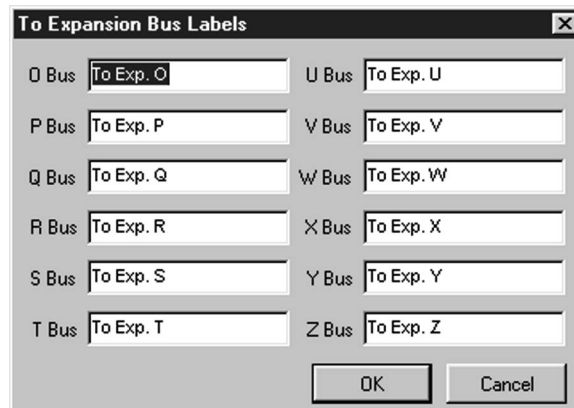 To Expansion Bus Labels
O Bus To Exp. O U Bus To Exp. U
P Bus To Exp. P V Bus To Exp. V
Q Bus To Exp. Q W Bus To Exp. W
R Bus To Exp. R X Bus To Exp. X
S Bus To Exp. S Y Bus To Exp. Y
T Bus To Exp. T Z Bus To Exp. Z
OK Cancel